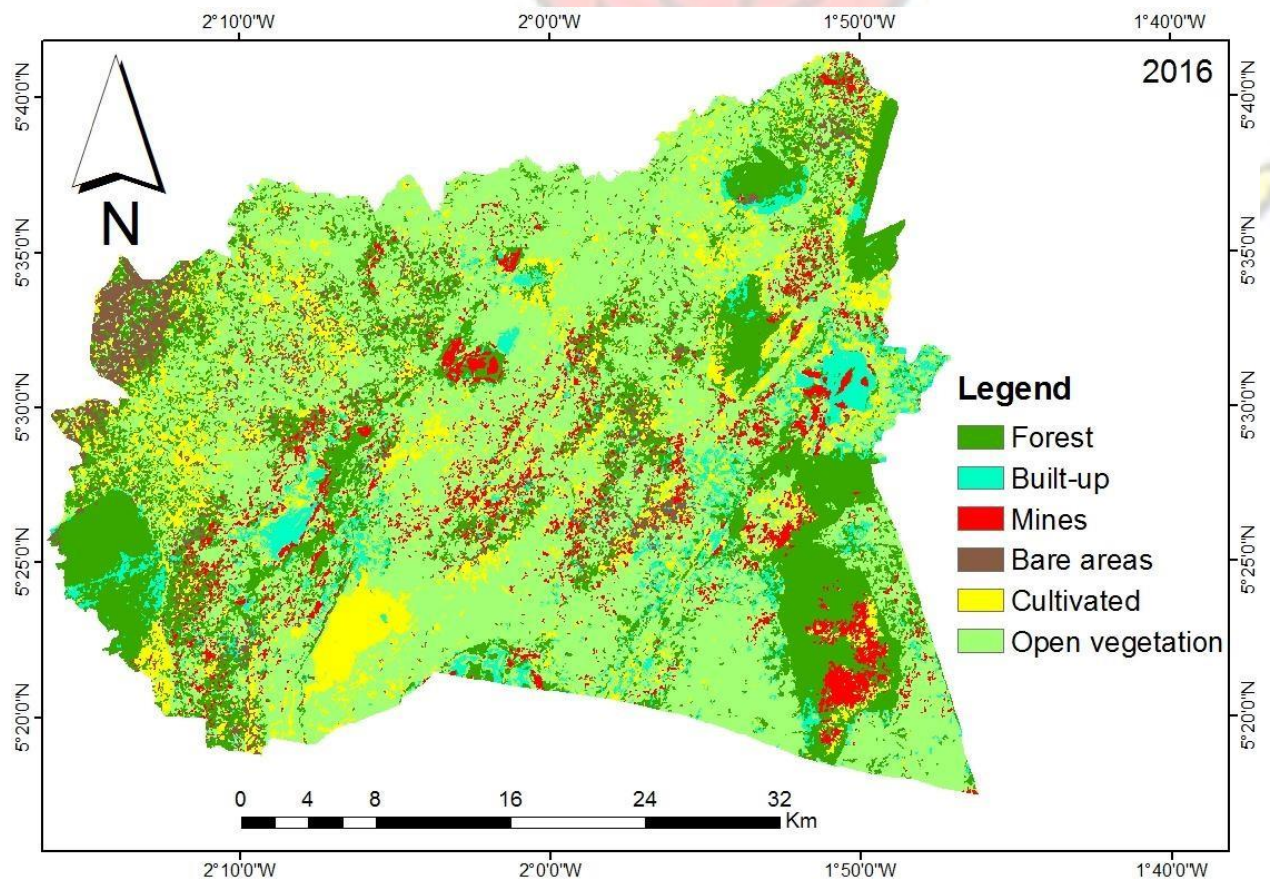 2°10'0"W 2°0'0"W 1°50'0"W 1°40'0"W
2016
5°40'0"N 5°40'0"N
N
5°35'0"N 5°35'0"N
5°30'0"N 5°30'0"N
Legend
Forest
Built-up
Mines
Bare areas
Cultivated
Open vegetation
5°25'0"N 5°25'0"N
5°20'0"N 5°20'0"N
0 4 8 16 24 32
Km
2°10'0"W 2°0'0"W 1°50'0"W 1°40'0"W